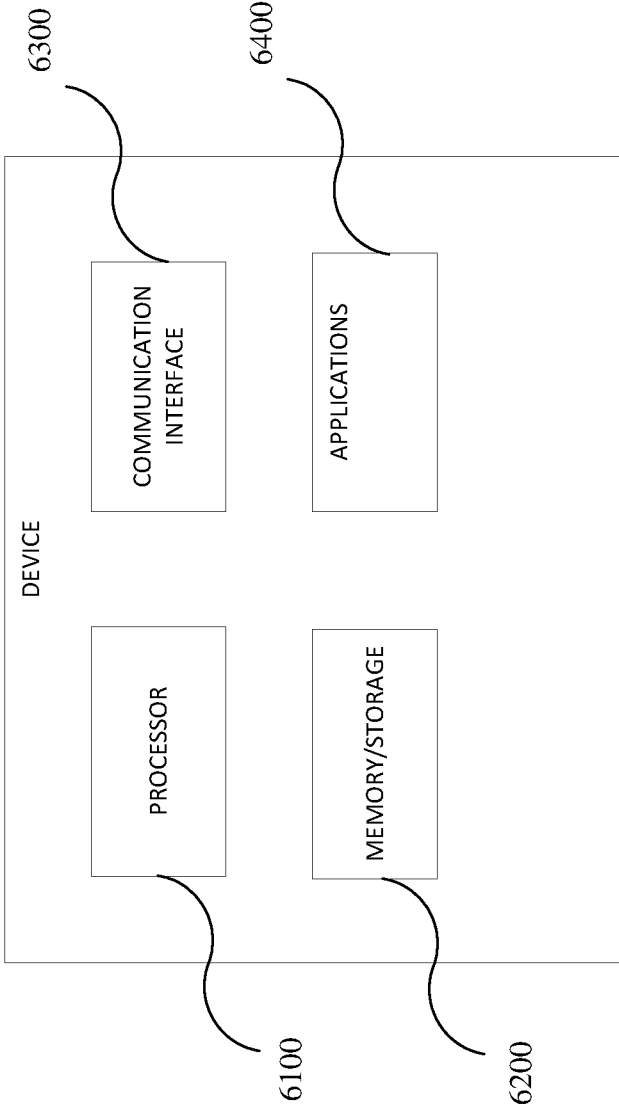 DEVICE
PROCESSOR
COMMUNICATION
INTERFACE
MEMORY/STORAGE
APPLICATIONS
6100
6300
6200
6400